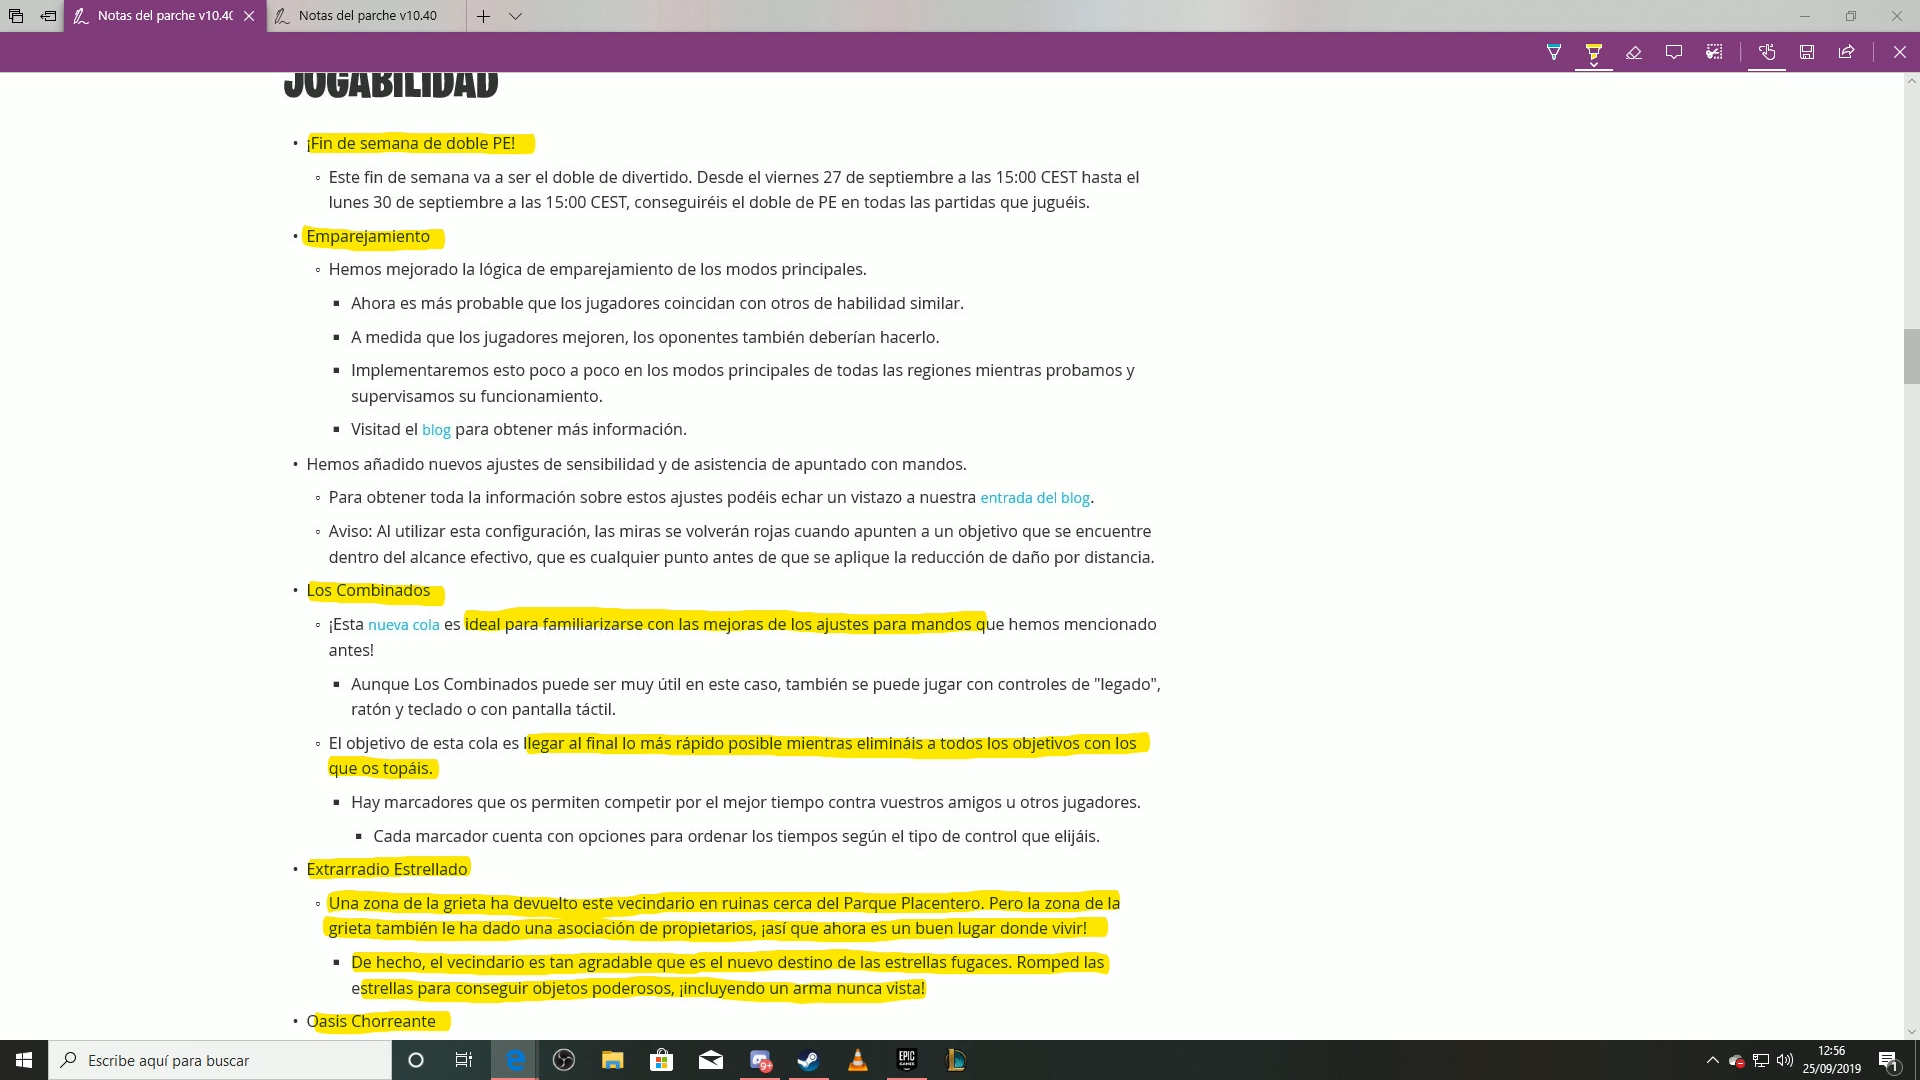 Notas del parche v10.40
Notas del parche v10.40
JUGABILIDAD
• ¡Fin de semana de doble PE!
◦ Este fin de semana va a ser el doble de divertido. Desde el viernes 27 de septiembre a las 15:00 CEST hasta el
lunes 30 de septiembre a las 15:00 CEST, conseguiréis el doble de PE en todas las partidas que juguéis.
• Emparejamiento
◦ Hemos mejorado la lógica de emparejamiento de los modos principales.
▪ Ahora es más probable que los jugadores coincidan con otros de habilidad similar.
▪ A medida que los jugadores mejoren, los oponentes también deberían hacerlo.
▪ Implementaremos esto poco a poco en los modos principales de todas las regiones mientras probamos y
supervisamos su funcionamiento.
▪ Visitad el blog para obtener más información.
• Hemos añadido nuevos ajustes de sensibilidad y de asistencia de apuntado con mandos.
◦ Para obtener toda la información sobre estos ajustes podéis echar un vistazo a nuestra entrada del blog.
◦ Aviso: Al utilizar esta configuración, las miras se volverán rojas cuando apunten a un objetivo que se encuentre
dentro del alcance efectivo, que es cualquier punto antes de que se aplique la reducción de daño por distancia.
• Los Combinados
◦ ¡Esta nueva cola es ideal para familiarizarse con las mejoras de los ajustes para mandos que hemos mencionado
antes!
▪ Aunque Los Combinados puede ser muy útil en este caso, también se puede jugar con controles de "legado",
ratón y teclado o con pantalla táctil.
◦ El objetivo de esta cola es llegar al final lo más rápido posible mientras elimináis a todos los objetivos con los
que os topáis.
▪ Hay marcadores que os permiten competir por el mejor tiempo contra vuestros amigos u otros jugadores.
▪ Cada marcador cuenta con opciones para ordenar los tiempos según el tipo de control que elijáis.
• Extrarradio Estrellado
◦ Una zona de la grieta ha devuelto este vecindario en ruinas cerca del Parque Placentero. Pero la zona de la
grieta también le ha dado una asociación de propietarios, ¡así que ahora es un buen lugar donde vivir!
▪ De hecho, el vecindario es tan agradable que es el nuevo destino de las estrellas fugaces. Romped las
estrellas para conseguir objetos poderosos, ¡incluyendo un arma nunca vista!
• Oasis Chorreante
Escribe aquí para buscar
9+
EPIC
GAMES
12:56
25/09/2019
1